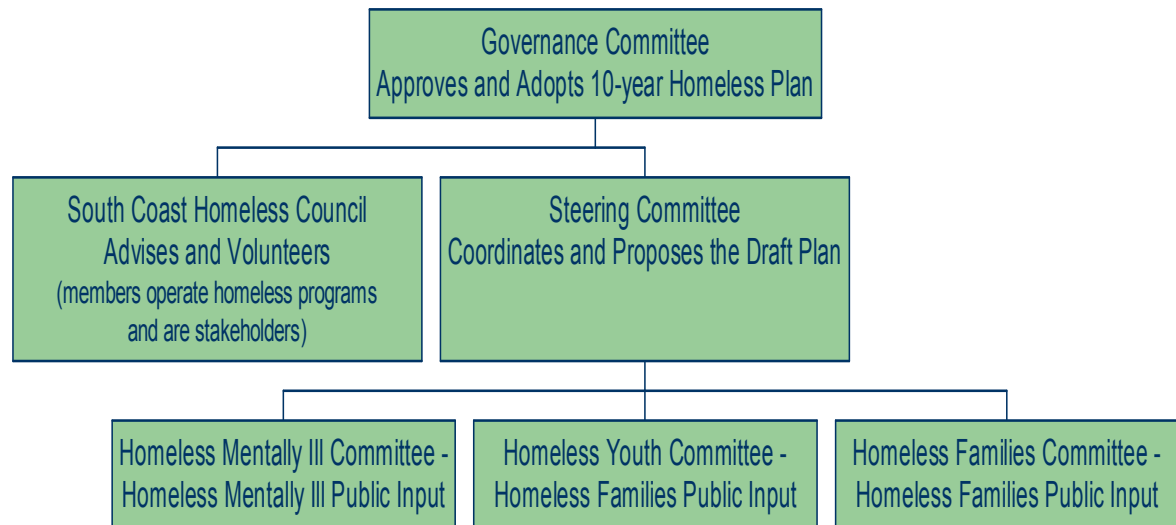 Governance Committee
Approves and Adopts 10-year Homeless Plan
South Coast Homeless Council
Advises and Volunteers
(members operate homeless programs
and are stakeholders)
Steering Committee
Coordinates and Proposes the Draft Plan
Homeless Mentally Ill Committee -
Homeless Mentally Ill Public Input
Homeless Youth Committee -
Homeless Families Public Input
Homeless Families Committee -
Homeless Families Public Input